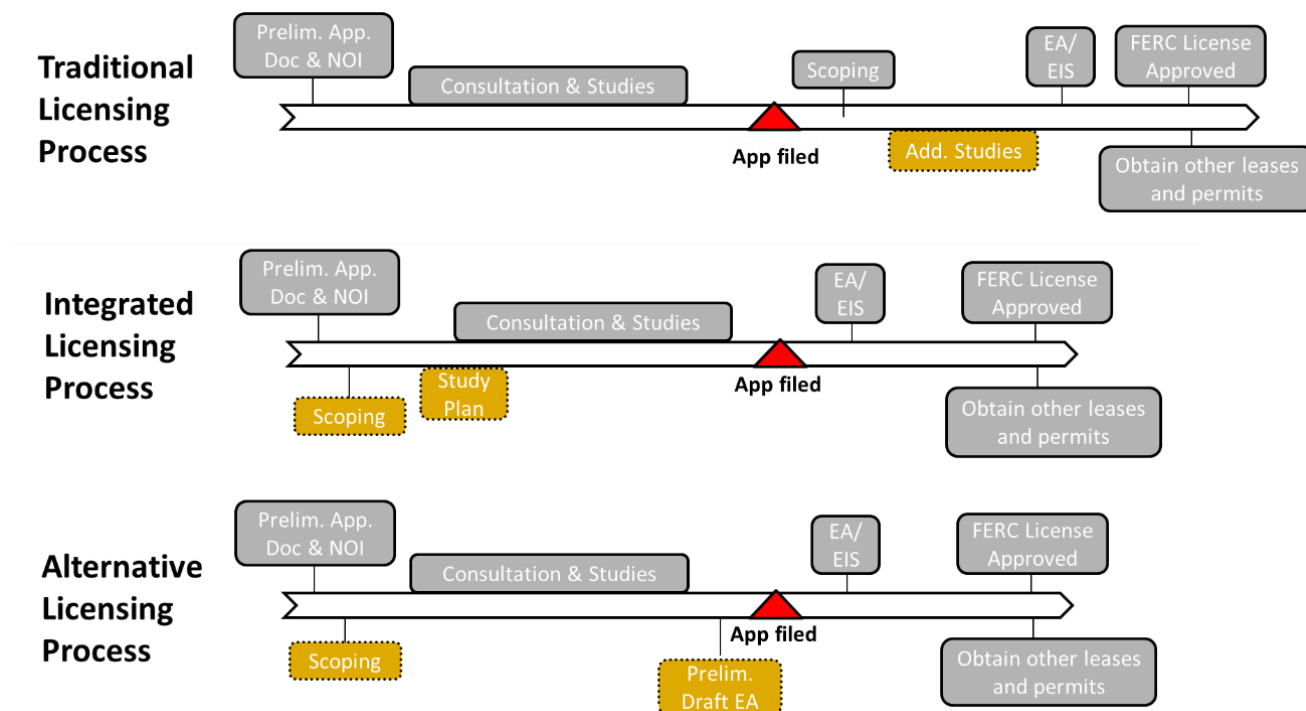 Traditional
Licensing
Process
Prelim. App.
Doc & NOI
Consultation & Studies
App filed
Scoping
Add. Studies
EA/
EIS
FERC License
Approved
Obtain other leases
and permits
Integrated
Licensing
Process
Prelim. App.
Doc & NOI
Scoping
Study
Plan
Consultation & Studies
App filed
EA/
EIS
FERC License
Approved
Obtain other leases
and permits
Alternative
Licensing
Process
Prelim. App.
Doc & NOI
Scoping
Consultation & Studies
Prelim.
Draft EA
App filed
EA/
EIS
FERC License
Approved
Obtain other leases
and permits